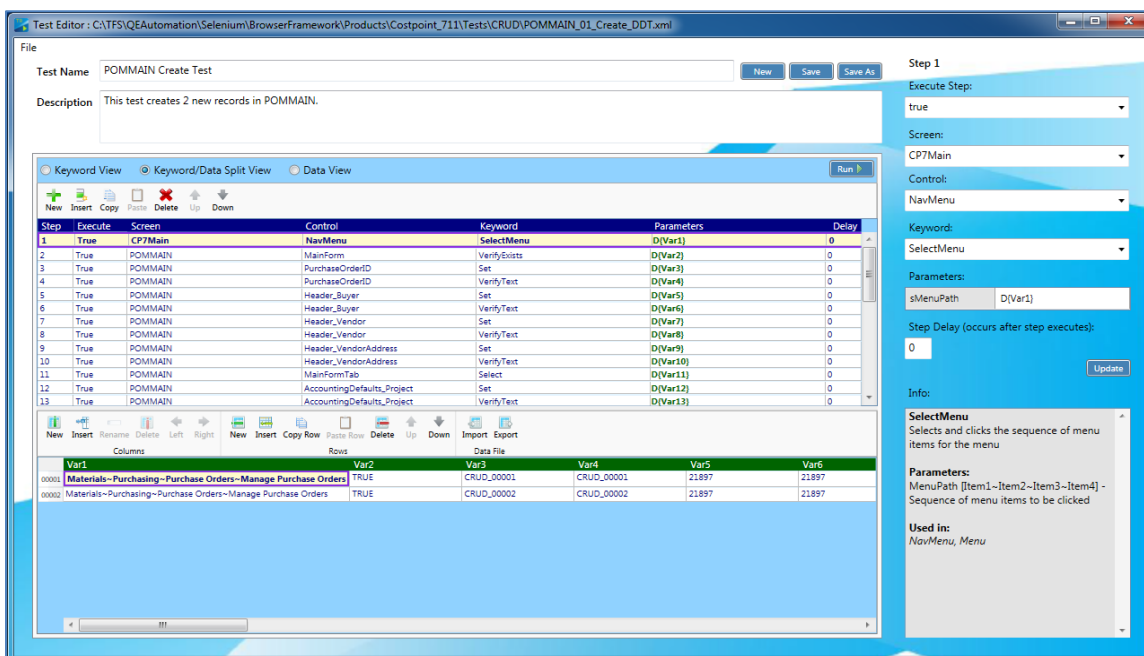 Test Editor : C:\TFS\QEAutomation\Selenium\BrowserFramework\Products\Costpoint_711\Tests\CRUD\POMMAIN_01_Create_DDT.xml
File
Test Name POMMAIN Create Test New Save Save As
Description This test creates 2 new records in POMMAIN.
Keyword View Keyword/Data Split View Data View Run
New Insert Copy Paste Delete Up Down
Step Execute Screen Control Keyword Parameters Delay
1 True CP7Main NavMenu SelectMenu D{Var1} 0
2 True POMMAIN MainForm VerifyExists D{Var2} 0
3 True POMMAIN PurchaseOrderID Set D{Var3} 0
4 True POMMAIN PurchaseOrderID VerifyText D{Var4} 0
5 True POMMAIN Header_Buyer Set D{Var5} 0
6 True POMMAIN Header_Buyer VerifyText D{Var6} 0
7 True POMMAIN Header_Vendor Set D{Var7} 0
8 True POMMAIN Header_Vendor VerifyText D{Var8} 0
9 True POMMAIN Header_VendorAddress Set D{Var9} 0
10 True POMMAIN Header_VendorAddress VerifyText D{Var10} 0
11 True POMMAIN MainFormTab Select D{Var11} 0
12 True POMMAIN AccountingDefaults_Project Set D{Var12} 0
13 True POMMAIN AccountingDefaults_Project VerifyText D{Var13} 0
New Insert Rename Delete Left Right New Insert Copy Row Paste Row Delete Up Down Import Export
Columns Rows Data File
Var1 Var2 Var3 Var4 Var5 Var6
00001 Materials~Purchasing~Purchase Orders~Manage Purchase Orders TRUE CRUD_00001 CRUD_00001 21897 21897
00002 Materials~Purchasing~Purchase Orders~Manage Purchase Orders TRUE CRUD_00002 CRUD_00002 21897 21897
Step 1
Execute Step:
true
Screen:
CP7Main
Control:
NavMenu
Keyword:
SelectMenu
Parameters:
sMenuPath D{Var1}
Step Delay (occurs after step executes):
0
Update
Info:
SelectMenu
Selects and clicks the sequence of menu
items for the menu
Parameters:
MenuPath [Item1~Item2~Item3~Item4] -
Sequence of menu items to be clicked
Used in:
NavMenu, Menu